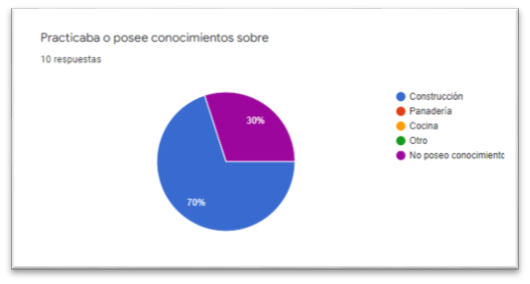 Practicaba o posee conocimientos sobre
10 respuestas
30%
70%
Construcción
Panadería
Cocina
Otro
No poseo conocimiento